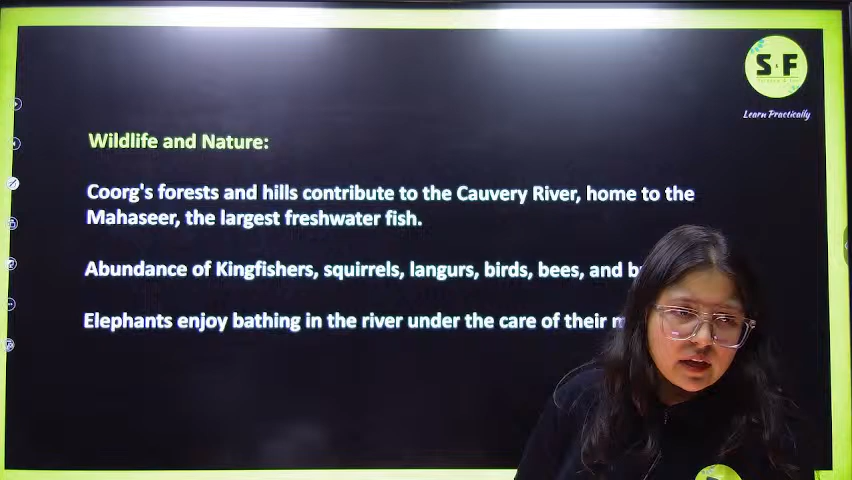 S & F
Learn Practically
Wildlife and Nature:
Coorg's forests and hills contribute to the Cauvery River, home to the
Mahaseer, the largest freshwater fish.
Abundance of Kingfishers, squirrels, langurs, birds, bees, and
Elephants enjoy bathing in the river under the care of their